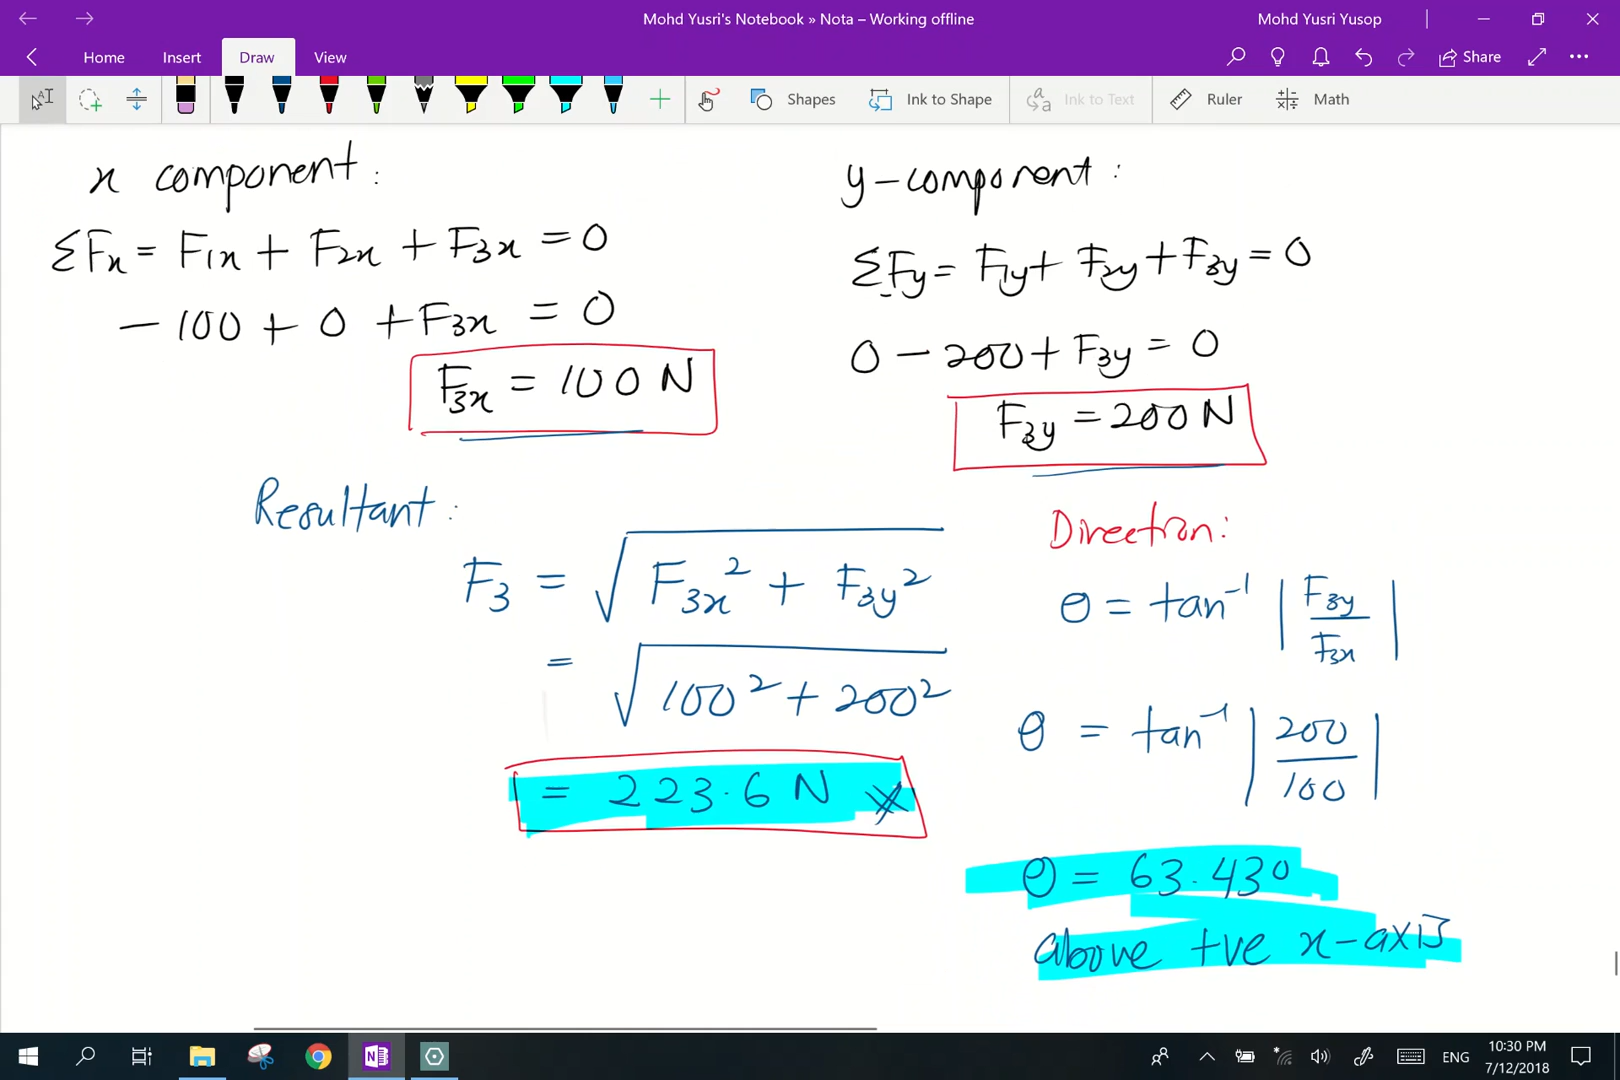 Mohd Yusri's Notebook » Nota – Working offline
Mohd Yusri Yusop
Home Insert Draw View
Share
Shapes Ink to Shape Ink to Text Ruler Math
x component:
ΣFx = F1x + F2x + F3x = 0
- 100 + 0 + F3x = 0
F3x = 100 N
y-component:
ΣFy = F1y + F2y + F3y = 0
0 - 200 + F3y = 0
F3y = 200 N
Resultant:
F3 = √(F3x² + F3y²)
= √(100² + 200²)
= 223.6 N
Direction:
θ = tan⁻¹ |F3y/F3x|
θ = tan⁻¹ |200/100|
θ = 63.43°
above +ve x-axis
ENG
10:30 PM
7/12/2018